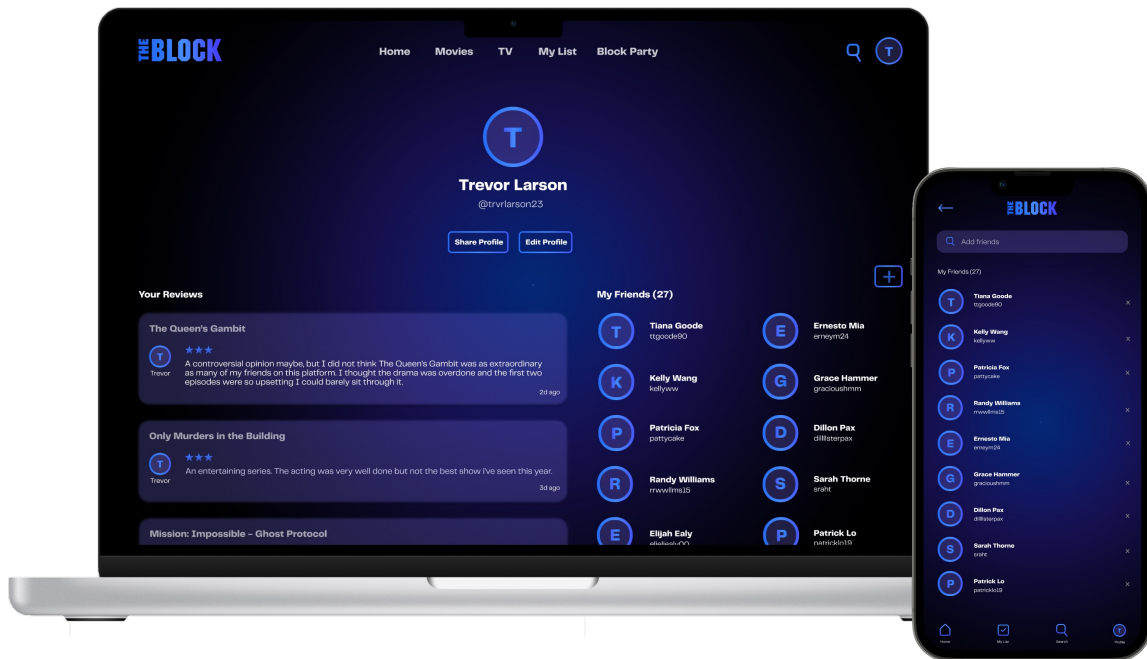 THE BLOCK
Home Movies TV My List Block Party
T
T
Trevor Larson
@trvrlarson23
Share Profile Edit Profile
Your Reviews
The Queen's Gambit
T
Trevor
A controversial opinion maybe, but I did not think The Queen's Gambit was as extraordinary
as many of my friends on this platform. I thought the drama was overdone and the first two
episodes were so upsetting I could barely sit through it.
2d ago
Only Murders in the Building
T
Trevor
An entertaining series. The acting was very well done but not the best show i've seen this year.
3d ago
Mission: Impossible - Ghost Protocol
My Friends (27)
T
Tiana Goode
ttgoode90
E
Ernesto Mia
erneym24
K
Kelly Wang
kellyww
G
Grace Hammer
gracioushmm
P
Patricia Fox
pattycake
D
Dillon Pax
dilllsterpax
R
Randy Williams
rrwwllms15
S
Sarah Thorne
sraht
E
Elijah Ealy
P
Patrick Lo
patricklo19
THE BLOCK
Add friends
My Friends (27)
T
Tiana Goode
ttgoode90
K
Kelly Wang
kellyww
P
Patricia Fox
pattycake
R
Randy Williams
rrwwllms15
E
Ernesto Mia
erneym24
G
Grace Hammer
gracioushmm
D
Dillon Pax
dilllsterpax
S
Sarah Thorne
sraht
P
Patrick Lo
patricklo19
T
Home My List Search Profile